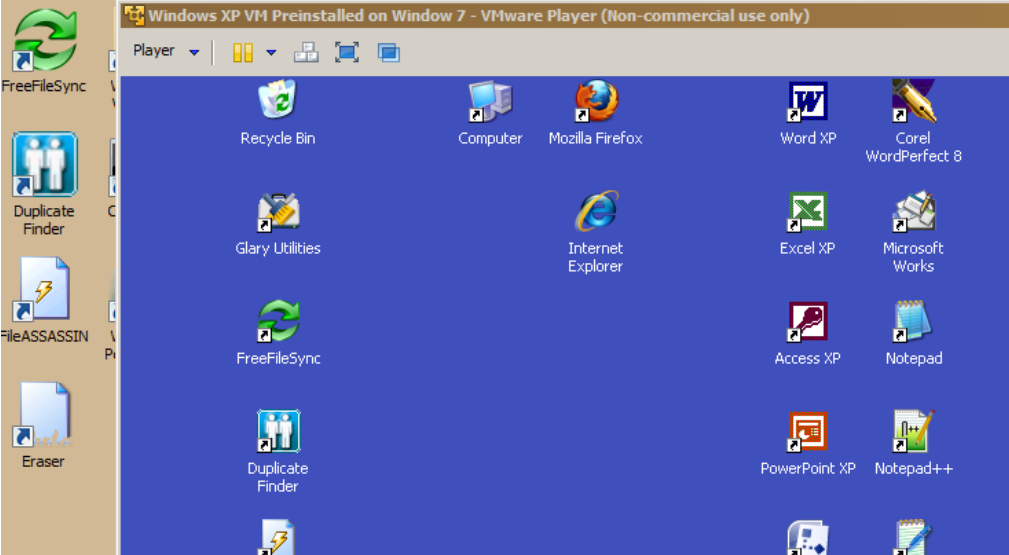 Windows XP VM Preinstalled on Window 7 - VMware Player (Non-commercial use only)
Player
FreeFileSync
Duplicate
Finder
FileASSASSIN
Eraser
Recycle Bin
Computer
Mozilla Firefox
Word XP
Corel
WordPerfect 8
Glary Utilities
Internet
Explorer
Excel XP
Microsoft
Works
FreeFileSync
Access XP
Notepad
Duplicate
Finder
PowerPoint XP
Notepad++